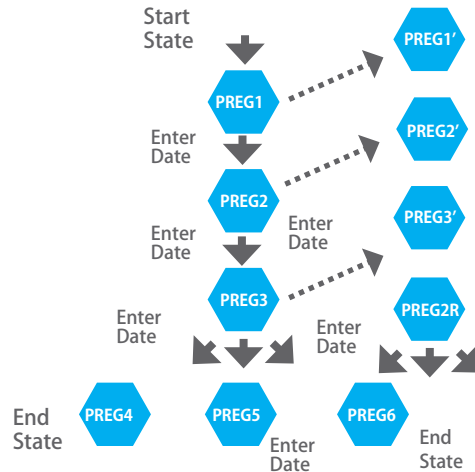 Start
State
PREG1'
PREG1
Enter
Date
PREG2'
PREG2
Enter
Date
Enter
Date
PREG3'
PREG3
PREG2R
Enter
Date
Enter
Date
End
State
PREG4
PREG5
PREG6
Enter
Date
End
State